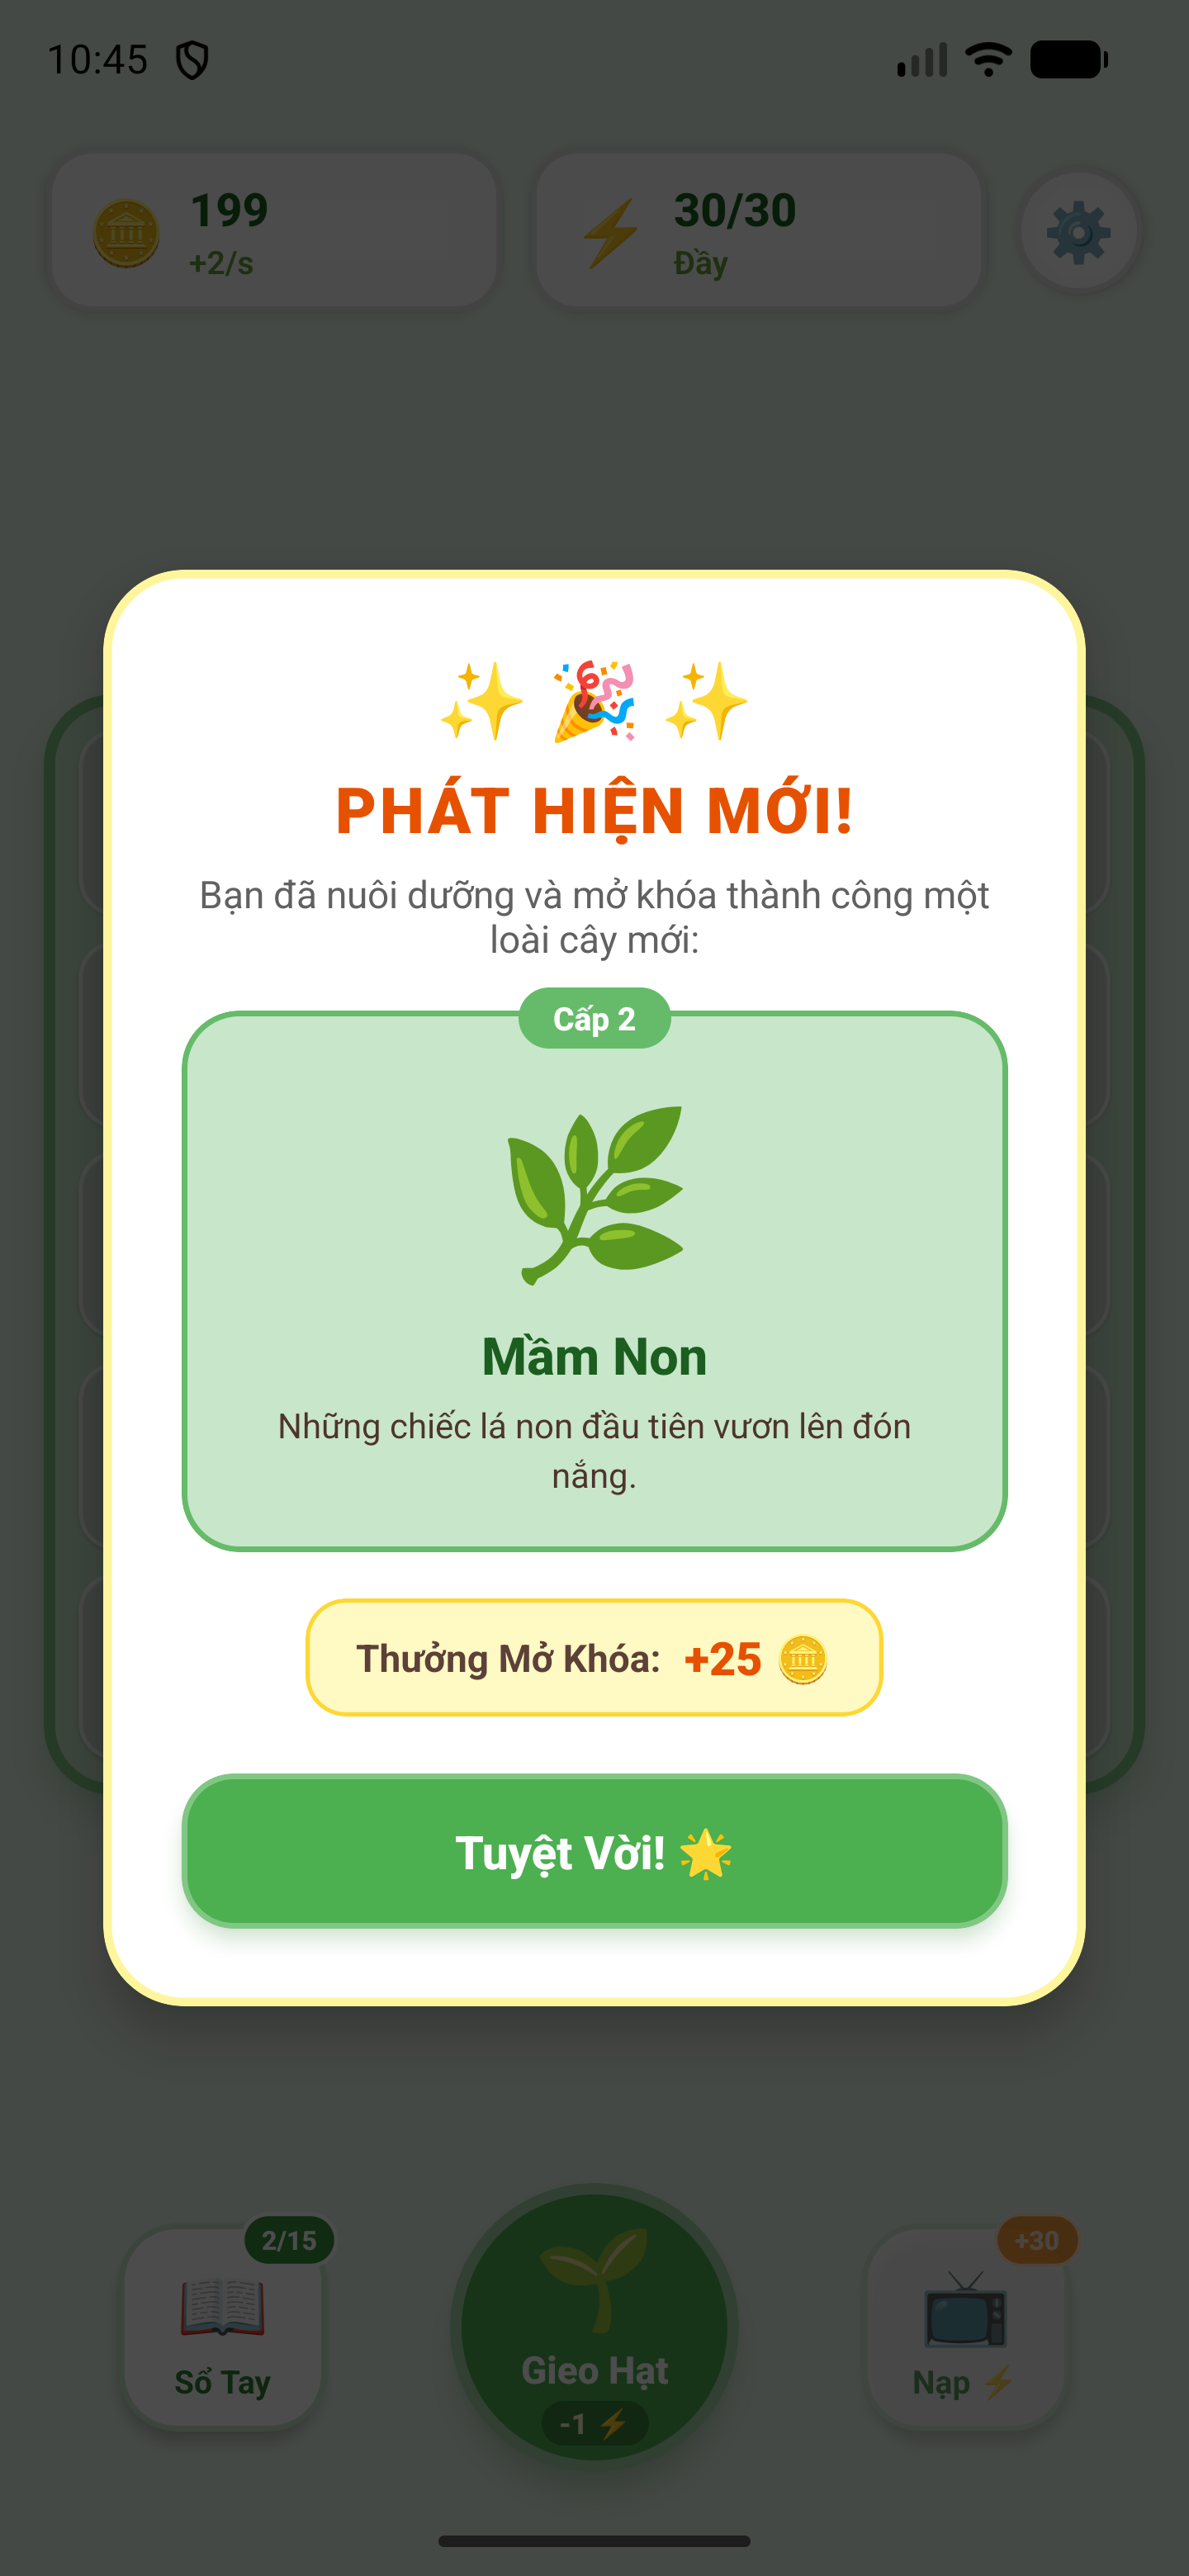 10:45
199
+2/s
30/30
Đầy
PHÁT HIỆN MỚI!
Bạn đã nuôi dưỡng và mở khóa thành công một
loài cây mới:
Cấp 2
Mầm Non
Những chiếc lá non đầu tiên vươn lên đón
nắng.
Thưởng Mở Khóa: +25
Tuyệt Vời!
2/15
Sổ Tay
Gieo Hạt
-1
+30
Nạp